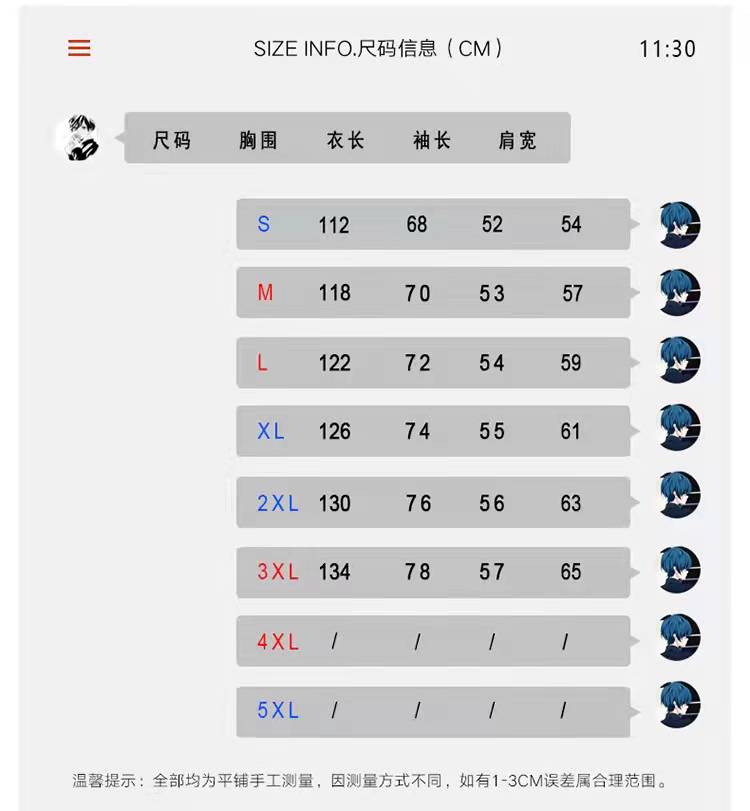 SIZE INFO.尺码信息（CM） 11:30
尺码 胸围 衣长 袖长 肩宽
S 112 68 52 54
M 118 70 53 57
L 122 72 54 59
XL 126 74 55 61
2XL 130 76 56 63
3XL 134 78 57 65
4XL / / / /
5XL / / / /
温馨提示：全部均为平铺手工测量，因测量方式不同，如有1-3CM误差属合理范围。